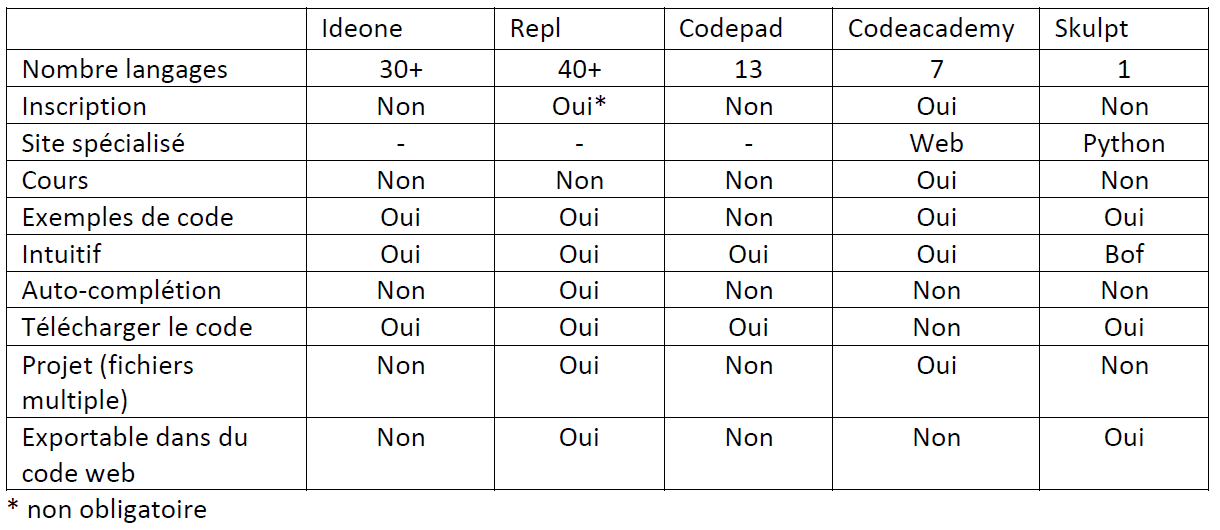 Ideone Repl Codepad Codeacademy Skulpt
Nombre langages 30+ 40+ 13 7 1
Inscription Non Oui* Non Oui Non
Site spécialisé - - - Web Python
Cours Non Non Non Oui Non
Exemples de code Oui Oui Non Oui Oui
Intuitif Oui Oui Oui Oui Bof
Auto-complétion Non Oui Non Non Non
Télécharger le code Oui Oui Oui Non Oui
Projet (fichiers Non Oui Non Oui Non
multiple)
Exportable dans du Non Oui Non Non Oui
code web
* non obligatoire